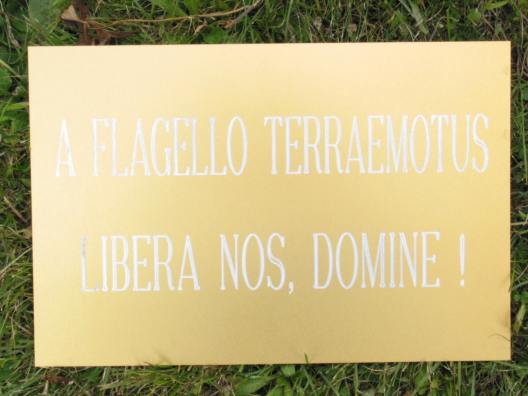 A FLAGELLO TERRAEMOTUS
LIBERA NOS, DOMINE !